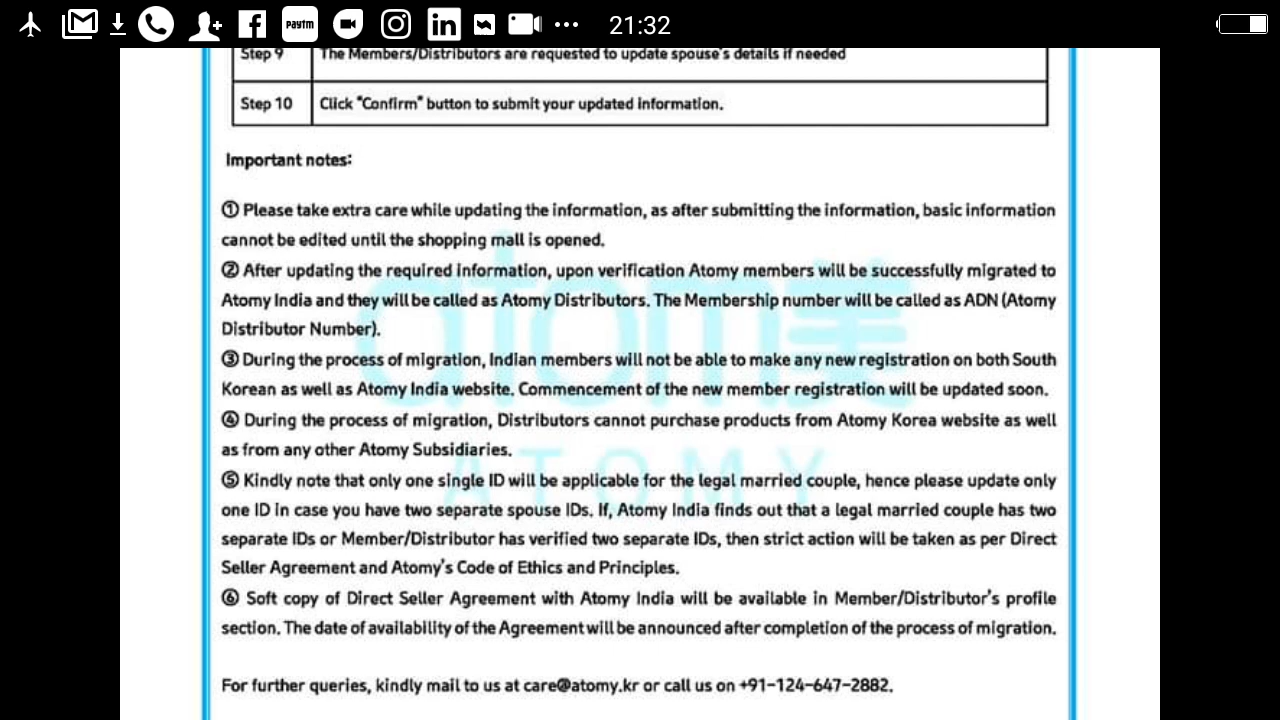 paytm
21:32
Step 9 The Members/Distributors are requested to update spouse's details if needed
Step 10 Click "Confirm" button to submit your updated information.
Important notes:
① Please take extra care while updating the information, as after submitting the information, basic information
cannot be edited until the shopping mall is opened.
② After updating the required information, upon verification Atomy members will be successfully migrated to
Atomy India and they will be called as Atomy Distributors. The Membership number will be called as ADN (Atomy
Distributor Number).
③ During the process of migration, Indian members will not be able to make any new registration on both South
Korean as well as Atomy India website. Commencement of the new member registration will be updated soon.
④ During the process of migration, Distributors cannot purchase products from Atomy Korea website as well
as from any other Atomy Subsidiaries.
⑤ Kindly note that only one single ID will be applicable for the legal married couple, hence please update only
one ID in case you have two separate spouse IDs. If, Atomy India finds out that a legal married couple has two
separate IDs or Member/Distributor has verified two separate IDs, then strict action will be taken as per Direct
Seller Agreement and Atomy's Code of Ethics and Principles.
⑥ Soft copy of Direct Seller Agreement with Atomy India will be available in Member/Distributor's profile
section. The date of availability of the Agreement will be announced after completion of the process of migration.
For further queries, kindly mail to us at care@atomy.kr or call us on +91-124-647-2882.
atom美
ATOMY